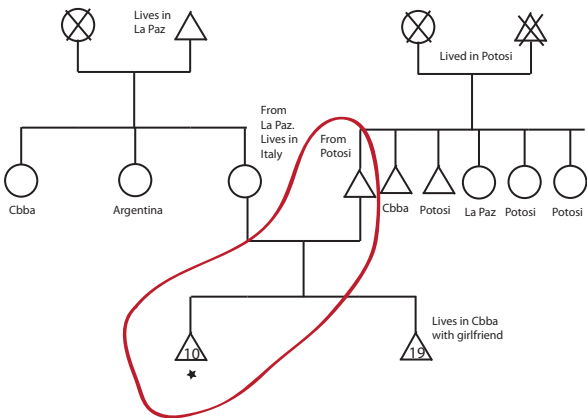 Lives in
La Paz
Lived in Potosi
From
La Paz.
Lives in
Italy
From
Potosi
Cbba
Argentina
Cbba
Potosi
La Paz
Potosi
Potosi
10
19
Lives in Cbba
with girlfriend